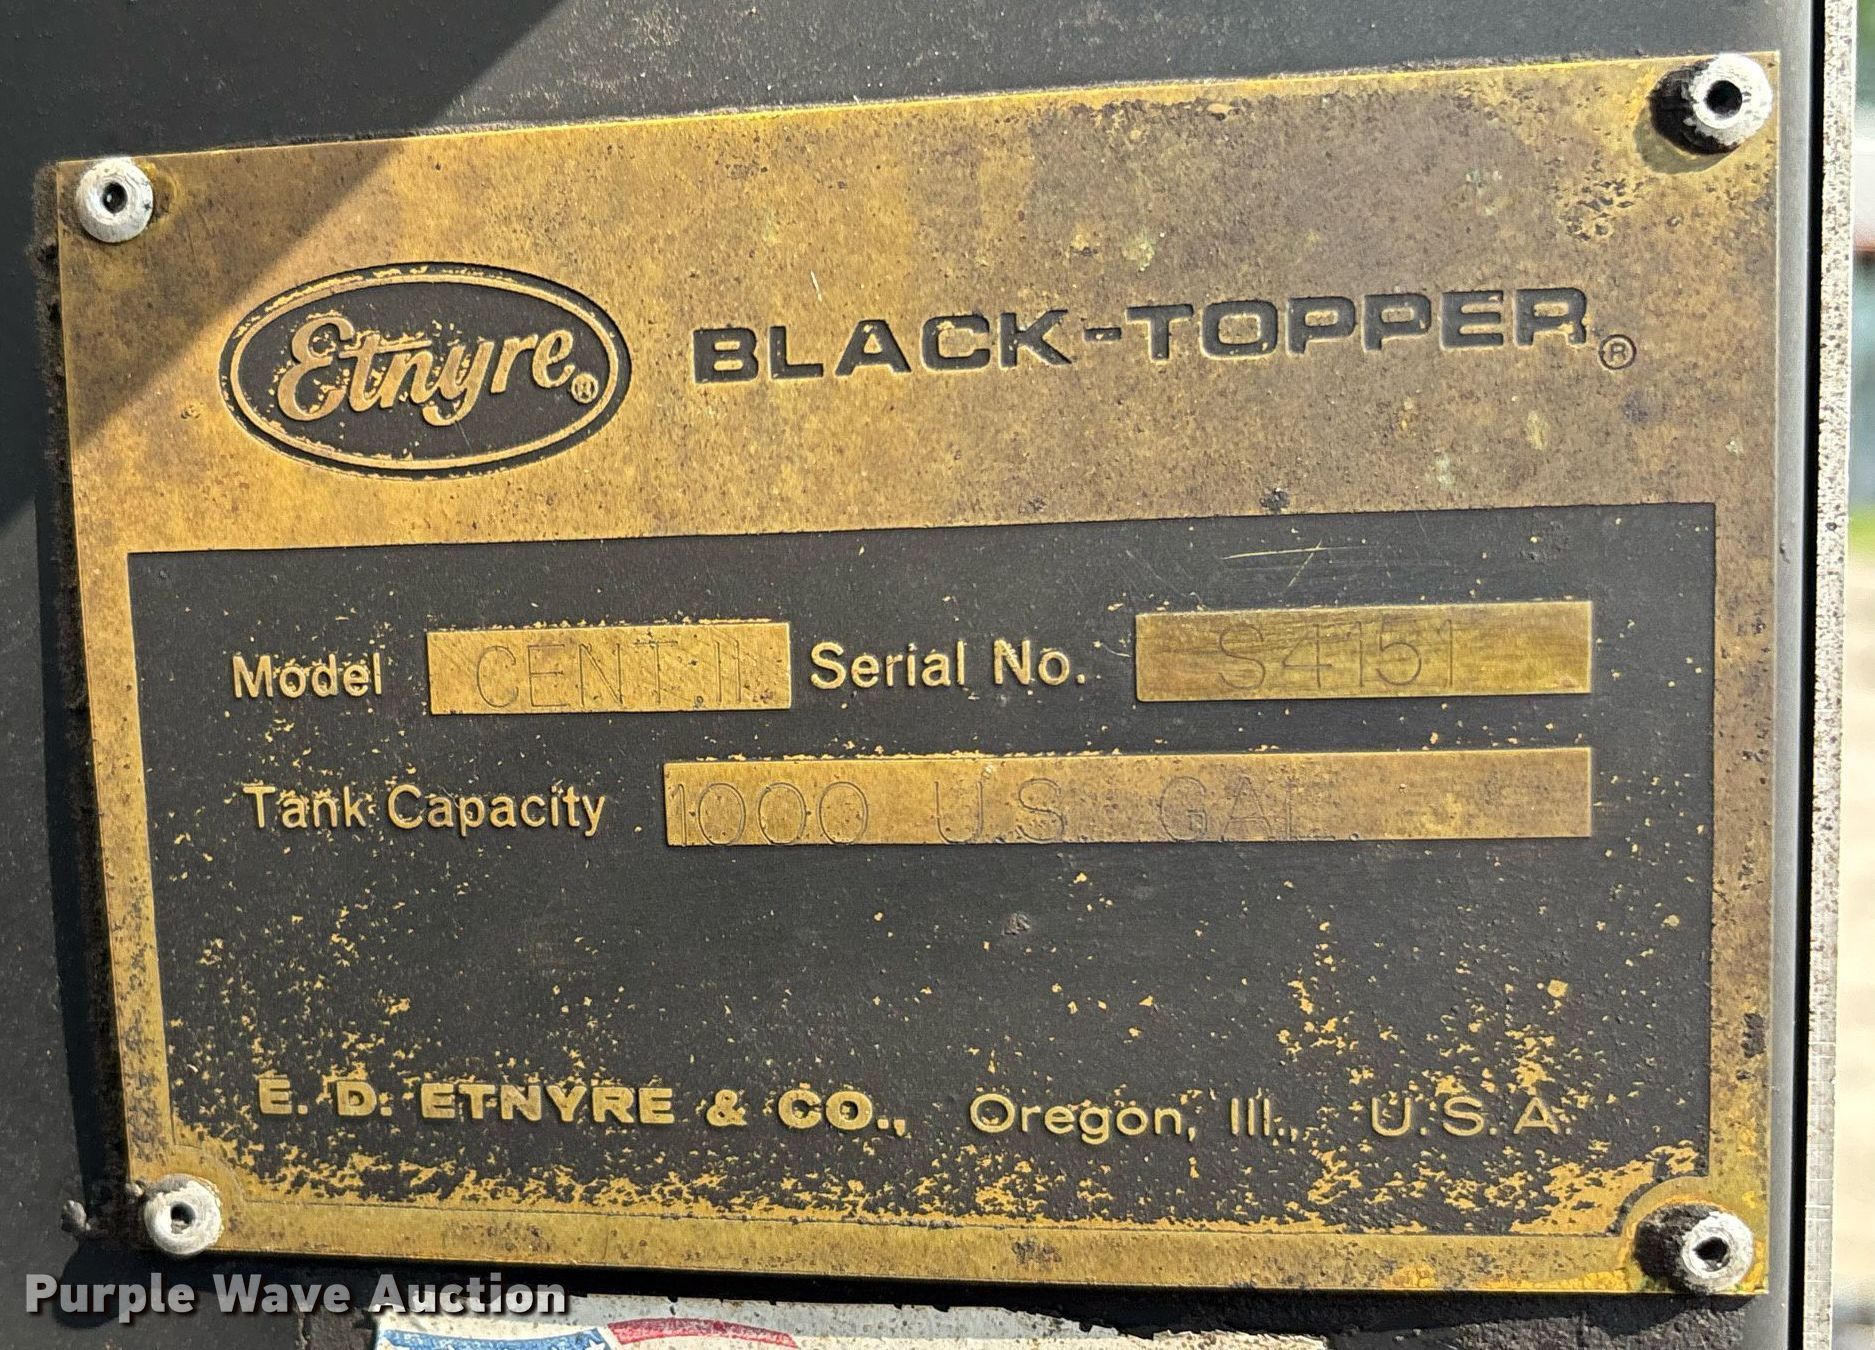 Etnyre® BLACK-TOPPER®
Model CENT. II Serial No. S4151
Tank Capacity 1000 U.S. GAL.
E. D. ETNYRE & CO., Oregon, Ill., U.S.A.
Purple Wave Auction